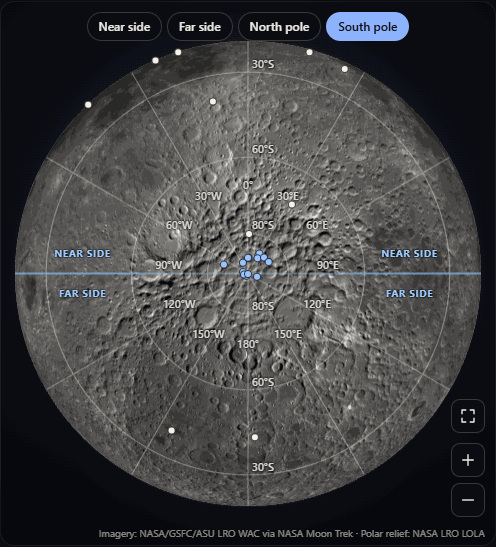 Near side Far side North pole South pole
30°S
60°S
0°
30°W 30°E
60°W 80°S 60°E
NEAR SIDE NEAR SIDE
90°W 90°E
FAR SIDE FAR SIDE
120°W 80°S 120°E
150°W 150°E
180°
60°S
30°S
+
−
Imagery: NASA/GSFC/ASU LRO WAC via NASA Moon Trek · Polar relief: NASA LRO LOLA